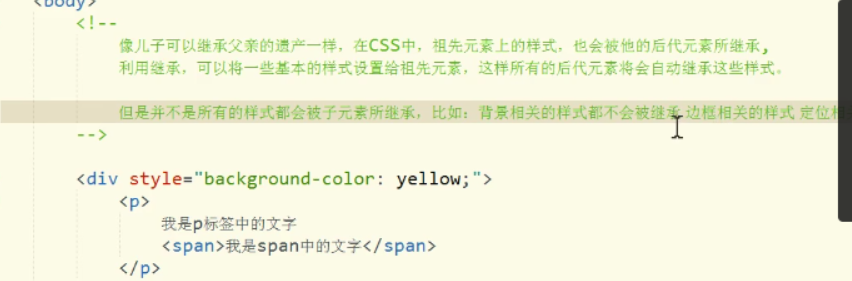 <body>
<!--
像儿子可以继承父亲的遗产一样，在CSS中，祖先元素上的样式，也会被他的后代元素所继承,
利用继承，可以将一些基本的样式设置给祖先元素，这样所有的后代元素将会自动继承这些样式。
但是并不是所有的样式都会被子元素所继承，比如：背景相关的样式都不会被继承 边框相关的样式 定位相
-->
<div style="background-color: yellow;">
<p>
我是p标签中的文字
<span>我是span中的文字</span>
</p>